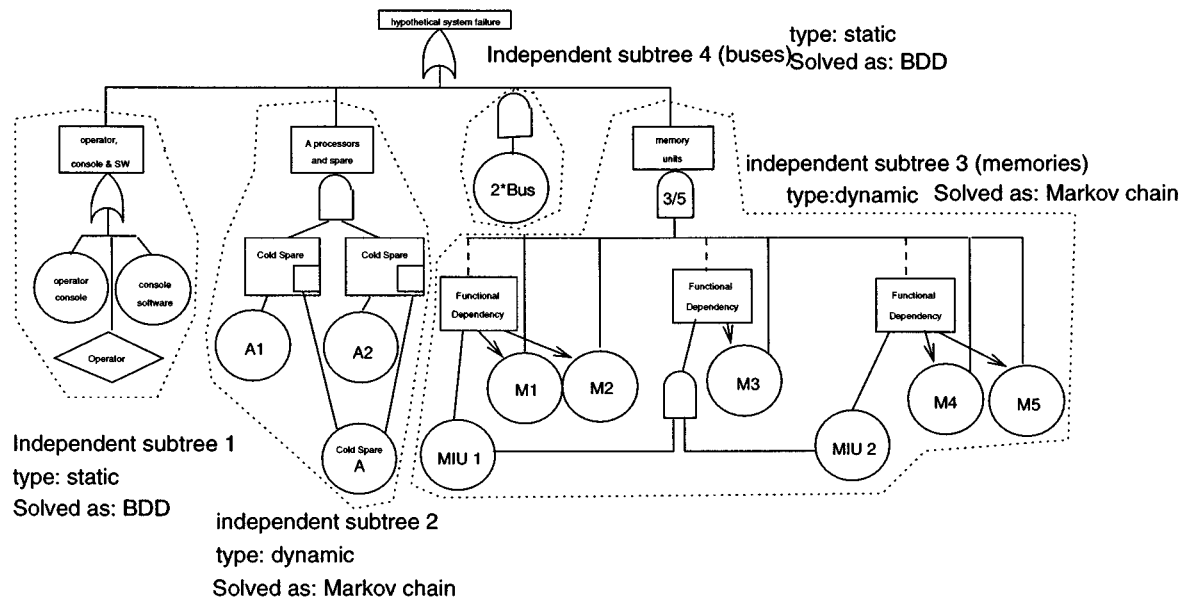 hypothetical system failure
Independent subtree 4 (buses)
type: static
Solved as: BDD
operator,
console & SW
A processors
and spare
2*Bus
memory
units
3/5
independent subtree 3 (memories)
type:dynamic Solved as: Markov chain
operator
console
console
software
Operator
Cold Spare
Cold Spare
A1
A2
Cold Spare
A
Functional
Dependency
Functional
Dependency
Functional
Dependency
M1
M2
M3
M4
M5
MIU 1
MIU 2
Independent subtree 1
type: static
Solved as: BDD
independent subtree 2
type: dynamic
Solved as: Markov chain